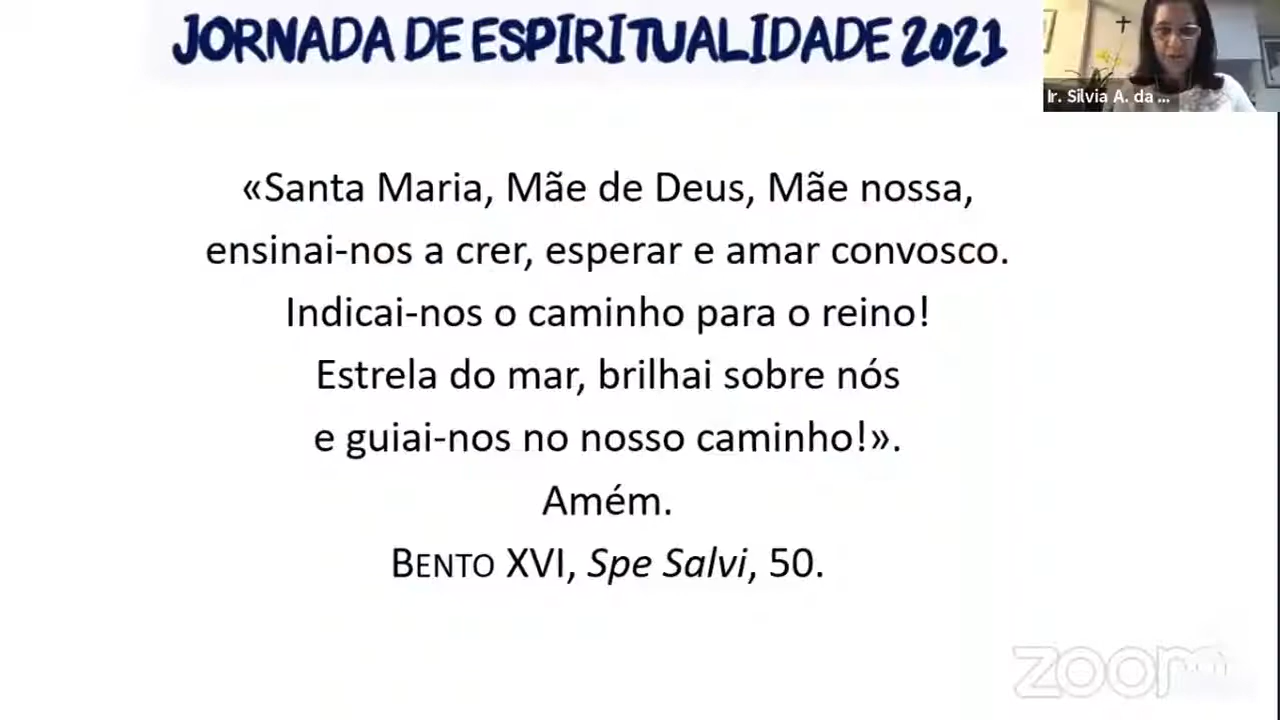 JORNADA DE ESPIRITUALIDADE 2021
Ir. Silvia A. da ...
«Santa Maria, Mãe de Deus, Mãe nossa,
ensinai-nos a crer, esperar e amar convosco.
Indicai-nos o caminho para o reino!
Estrela do mar, brilhai sobre nós
e guiai-nos no nosso caminho!».
Amém.
BENTO XVI, Spe Salvi, 50.
zoom